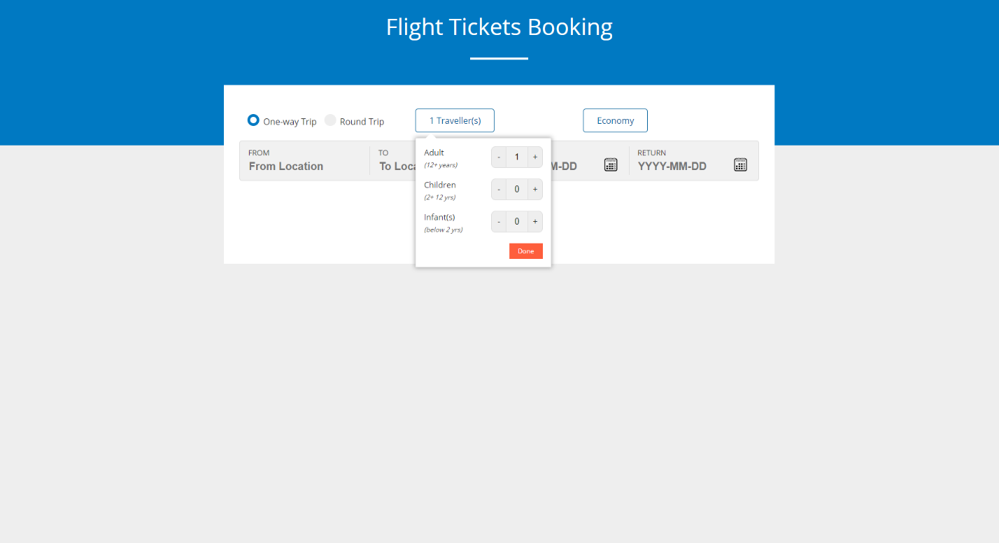 Flight Tickets Booking
One-way Trip Round Trip 1 Traveller(s) Economy
FROM TO RETURN
From Location To Loca M-DD YYYY-MM-DD
Adult - 1 +
(12+ years)
Children - 0 +
(2+ 12 yrs)
Infant(s) - 0 +
(below 2 yrs)
Done